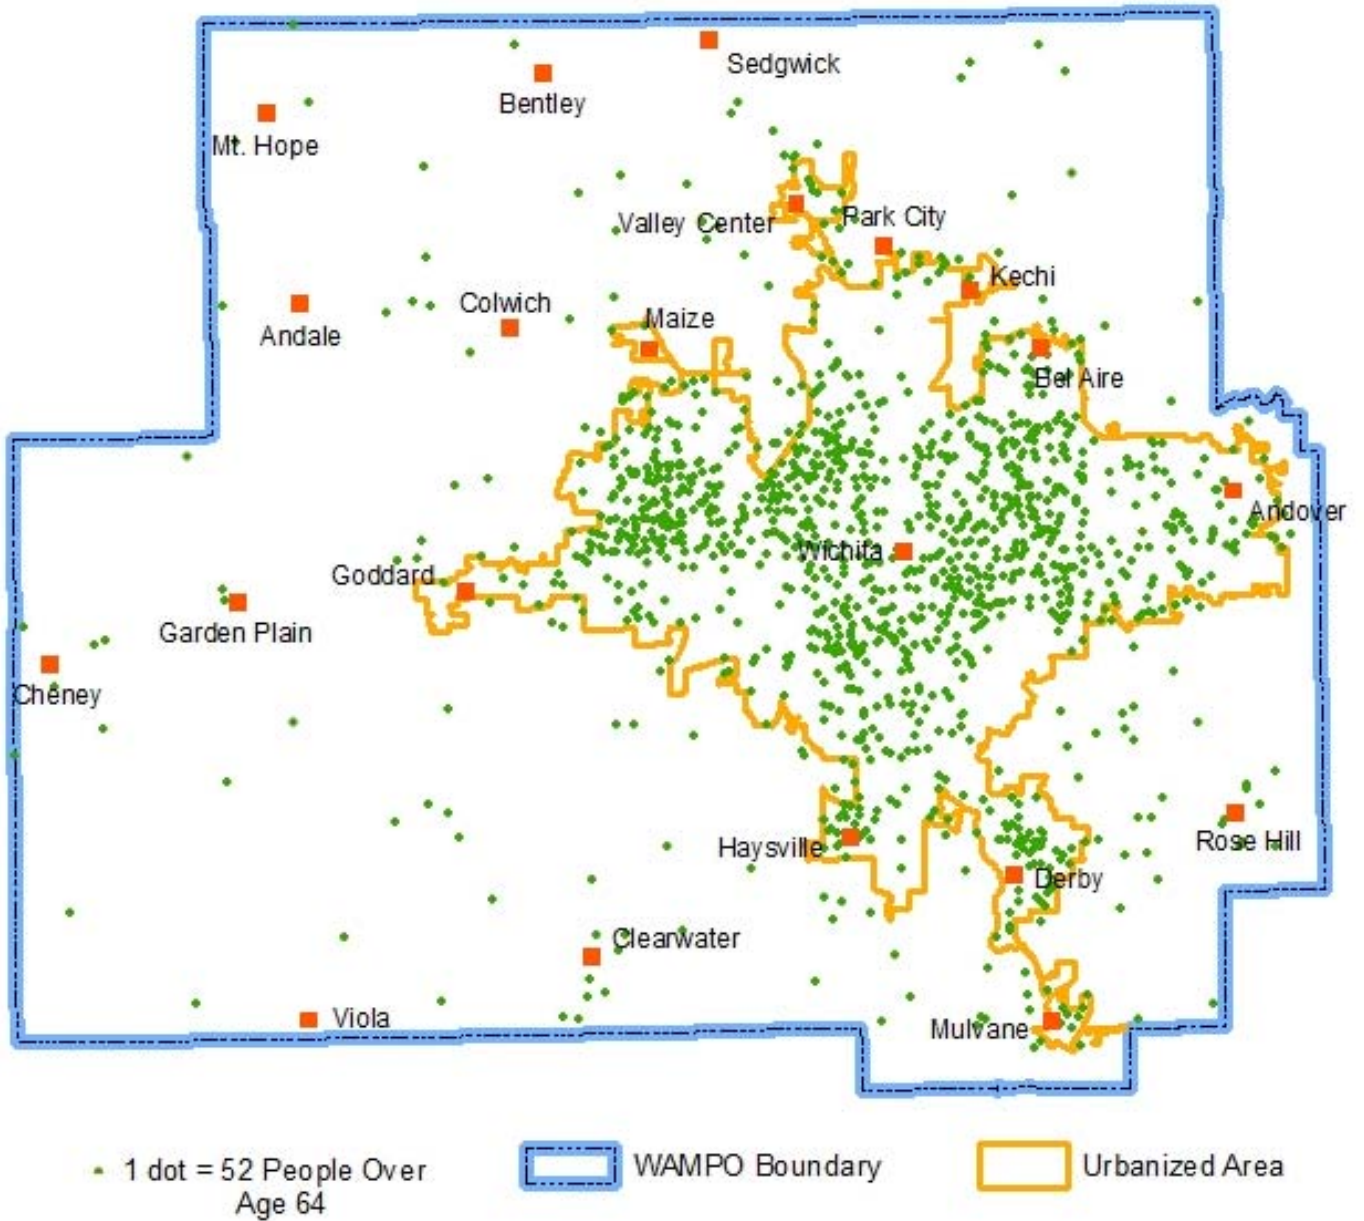 Sedgwick
Bentley
Mt. Hope
Valley Center
Park City
Kechi
Colwich
Maize
Andale
Bel Aire
Andover
Wichita
Goddard
Garden Plain
Cheney
Rose Hill
Haysville
Derby
Clearwater
Viola
Mulvane
1 dot = 52 People Over
Age 64
WAMPO Boundary
Urbanized Area